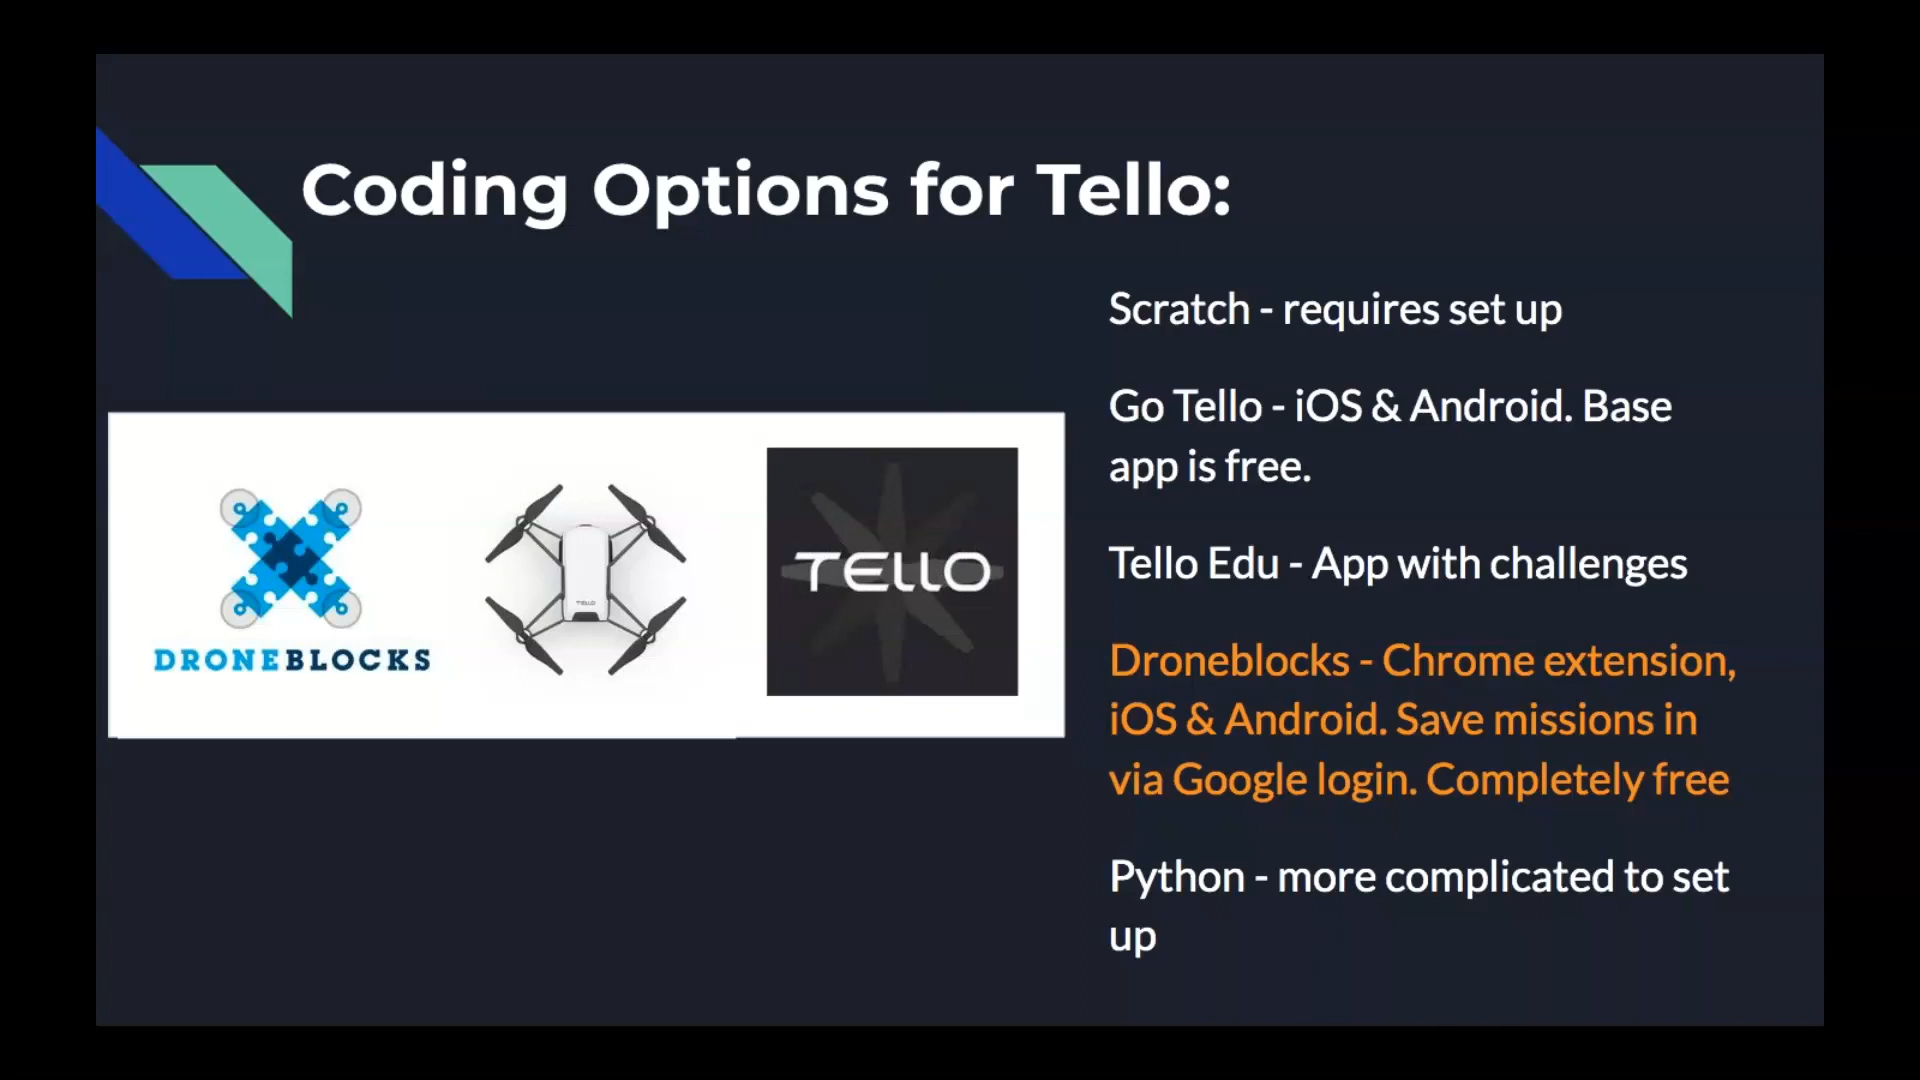 Coding Options for Tello:
Scratch - requires set up
Go Tello - iOS & Android. Base
app is free.
Tello Edu - App with challenges
Droneblocks - Chrome extension,
iOS & Android. Save missions in
via Google login. Completely free
Python - more complicated to set
up
DRONEBLOCKS
TELLO
TELLO